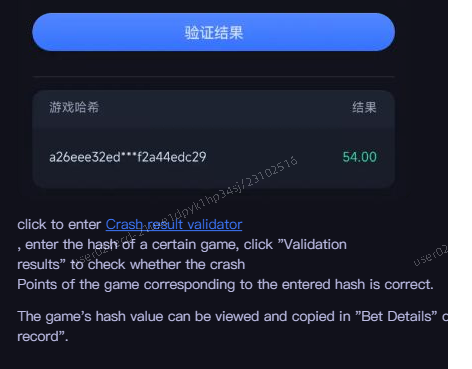 验证结果
游戏哈希
结果
a26eee32ed***f2a44edc29
54.00
click to enter Crash result validator
, enter the hash of a certain game, click "Validation
results" to check whether the crash
Points of the game corresponding to the entered hash is correct.
The game's hash value can be viewed and copied in "Bet Details" o
record".